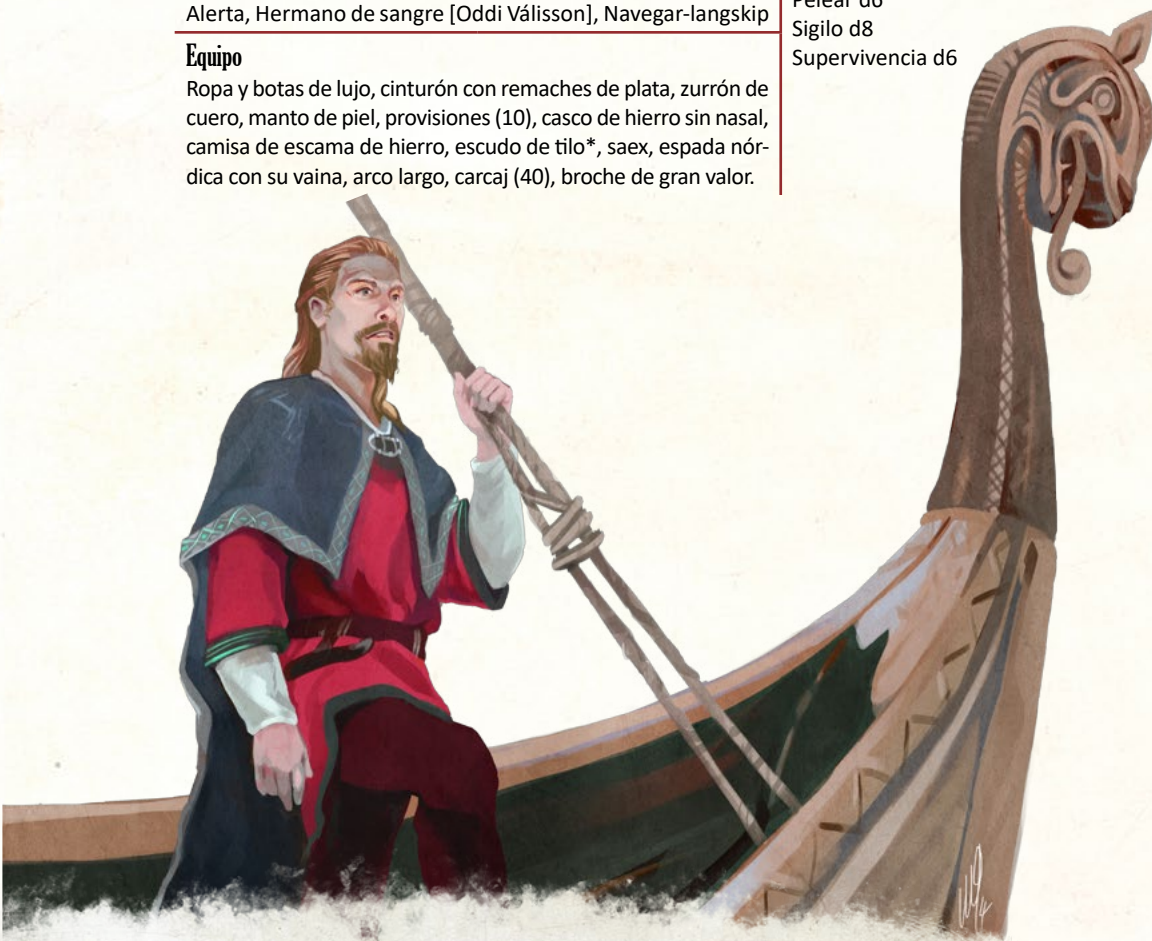 Alerta, Hermano de sangre [Oddi Válisson], Navegar-langskip
Equipo
Ropa y botas de lujo, cinturón con remaches de plata, zurrón de
cuero, manto de piel, provisiones (10), casco de hierro sin nasal,
camisa de escama de hierro, escudo de tilo*, saex, espada nór-
dica con su vaina, arco largo, carcaj (40), broche de gran valor.
Pelear d6
Sigilo d8
Supervivencia d6